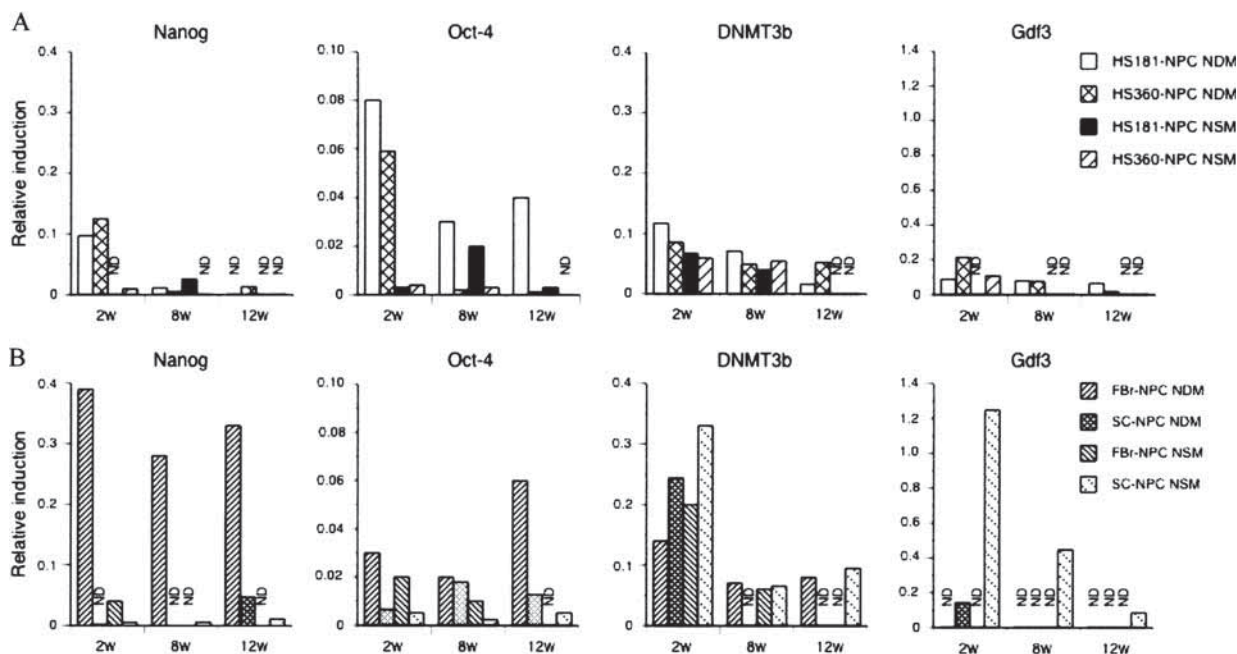 A
Nanog
Relative induction
0.4
0.3
0.2
0.1
0
ND
ND
ND
ND
ND
2w 8w 12w
Oct-4
0.10
0.08
0.06
0.04
0.02
0
ND
2w 8w 12w
DNMT3b
0.4
0.3
0.2
0.1
0
ND
ND
2w 8w 12w
Gdf3
1.4
1.2
1.0
0.8
0.6
0.4
0.2
0
ND
ND
ND
ND
ND
2w 8w 12w
HS181-NPC NDM
HS360-NPC NDM
HS181-NPC NSM
HS360-NPC NSM
B
Nanog
Relative induction
0.4
0.3
0.2
0.1
0
ND
ND
ND
ND
2w 8w 12w
Oct-4
0.10
0.08
0.06
0.04
0.02
0
ND
2w 8w 12w
DNMT3b
0.4
0.3
0.2
0.1
0
ND
ND
ND
2w 8w 12w
Gdf3
1.4
1.2
1.0
0.8
0.6
0.4
0.2
0
ND
ND
ND
ND
ND
ND
ND
ND
2w 8w 12w
FBr-NPC NDM
SC-NPC NDM
FBr-NPC NSM
SC-NPC NSM